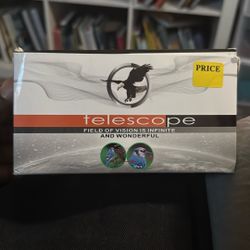 PRICE
telescope
FIELD OF VISION IS INFINITE
AND WONDERFUL